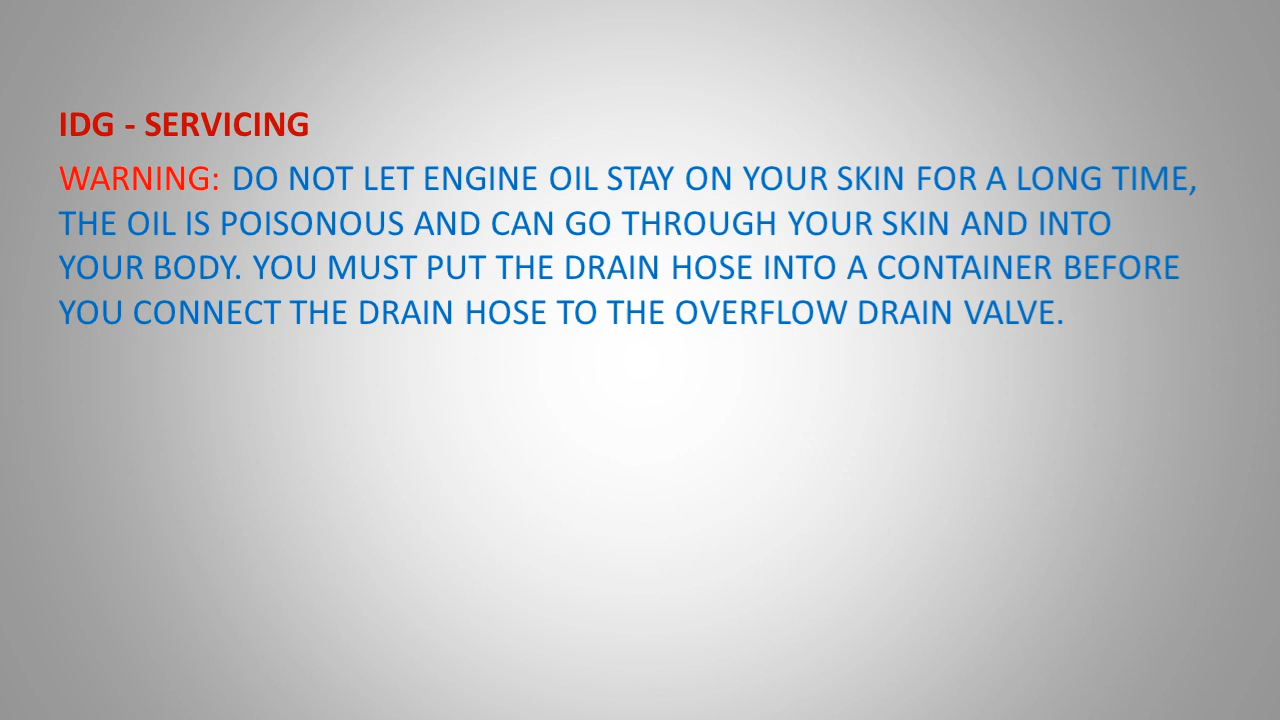 IDG - SERVICING
WARNING: DO NOT LET ENGINE OIL STAY ON YOUR SKIN FOR A LONG TIME,
THE OIL IS POISONOUS AND CAN GO THROUGH YOUR SKIN AND INTO
YOUR BODY. YOU MUST PUT THE DRAIN HOSE INTO A CONTAINER BEFORE
YOU CONNECT THE DRAIN HOSE TO THE OVERFLOW DRAIN VALVE.